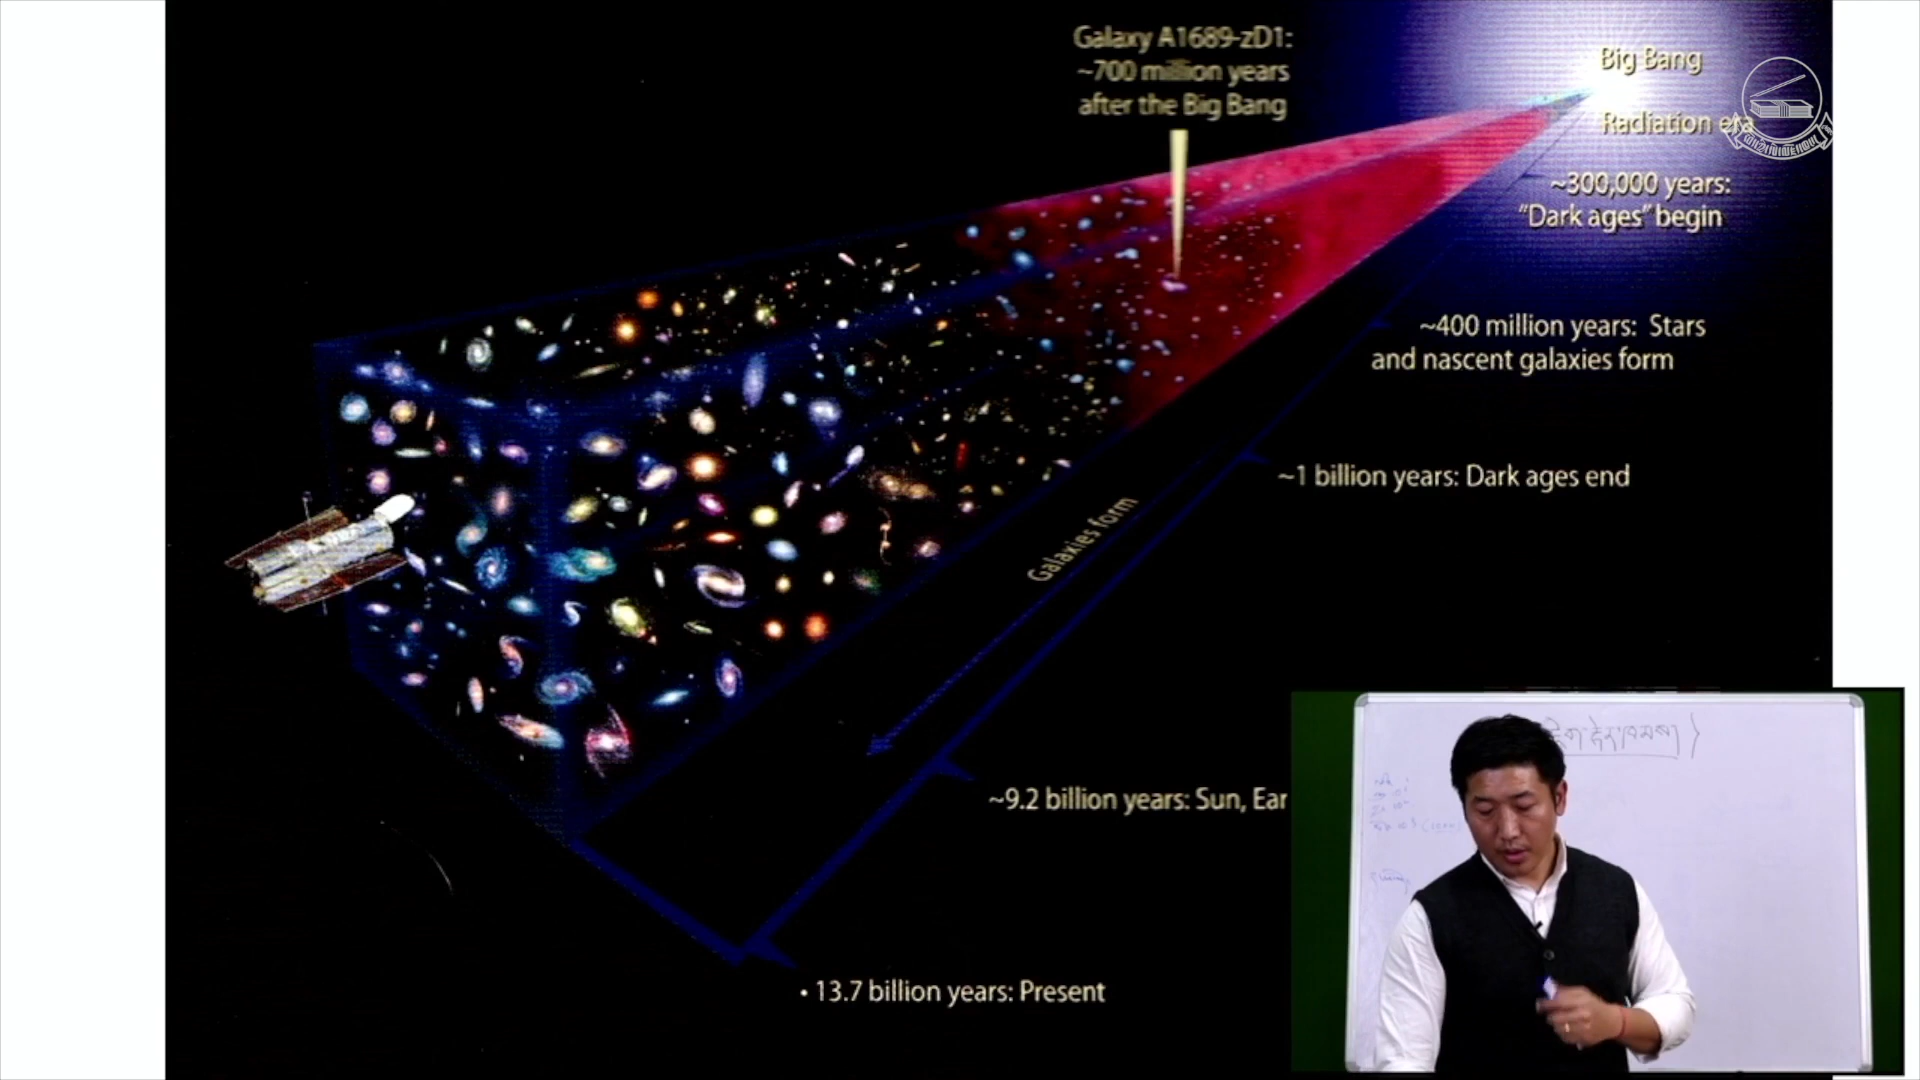 Galaxy A1689-zD1:
~700 million years
after the Big Bang
Big Bang
Radiation era
~300,000 years:
"Dark ages" begin
~400 million years: Stars
and nascent galaxies form
~1 billion years: Dark ages end
Galaxies form
~9.2 billion years: Sun, Ear
• 13.7 billion years: Present